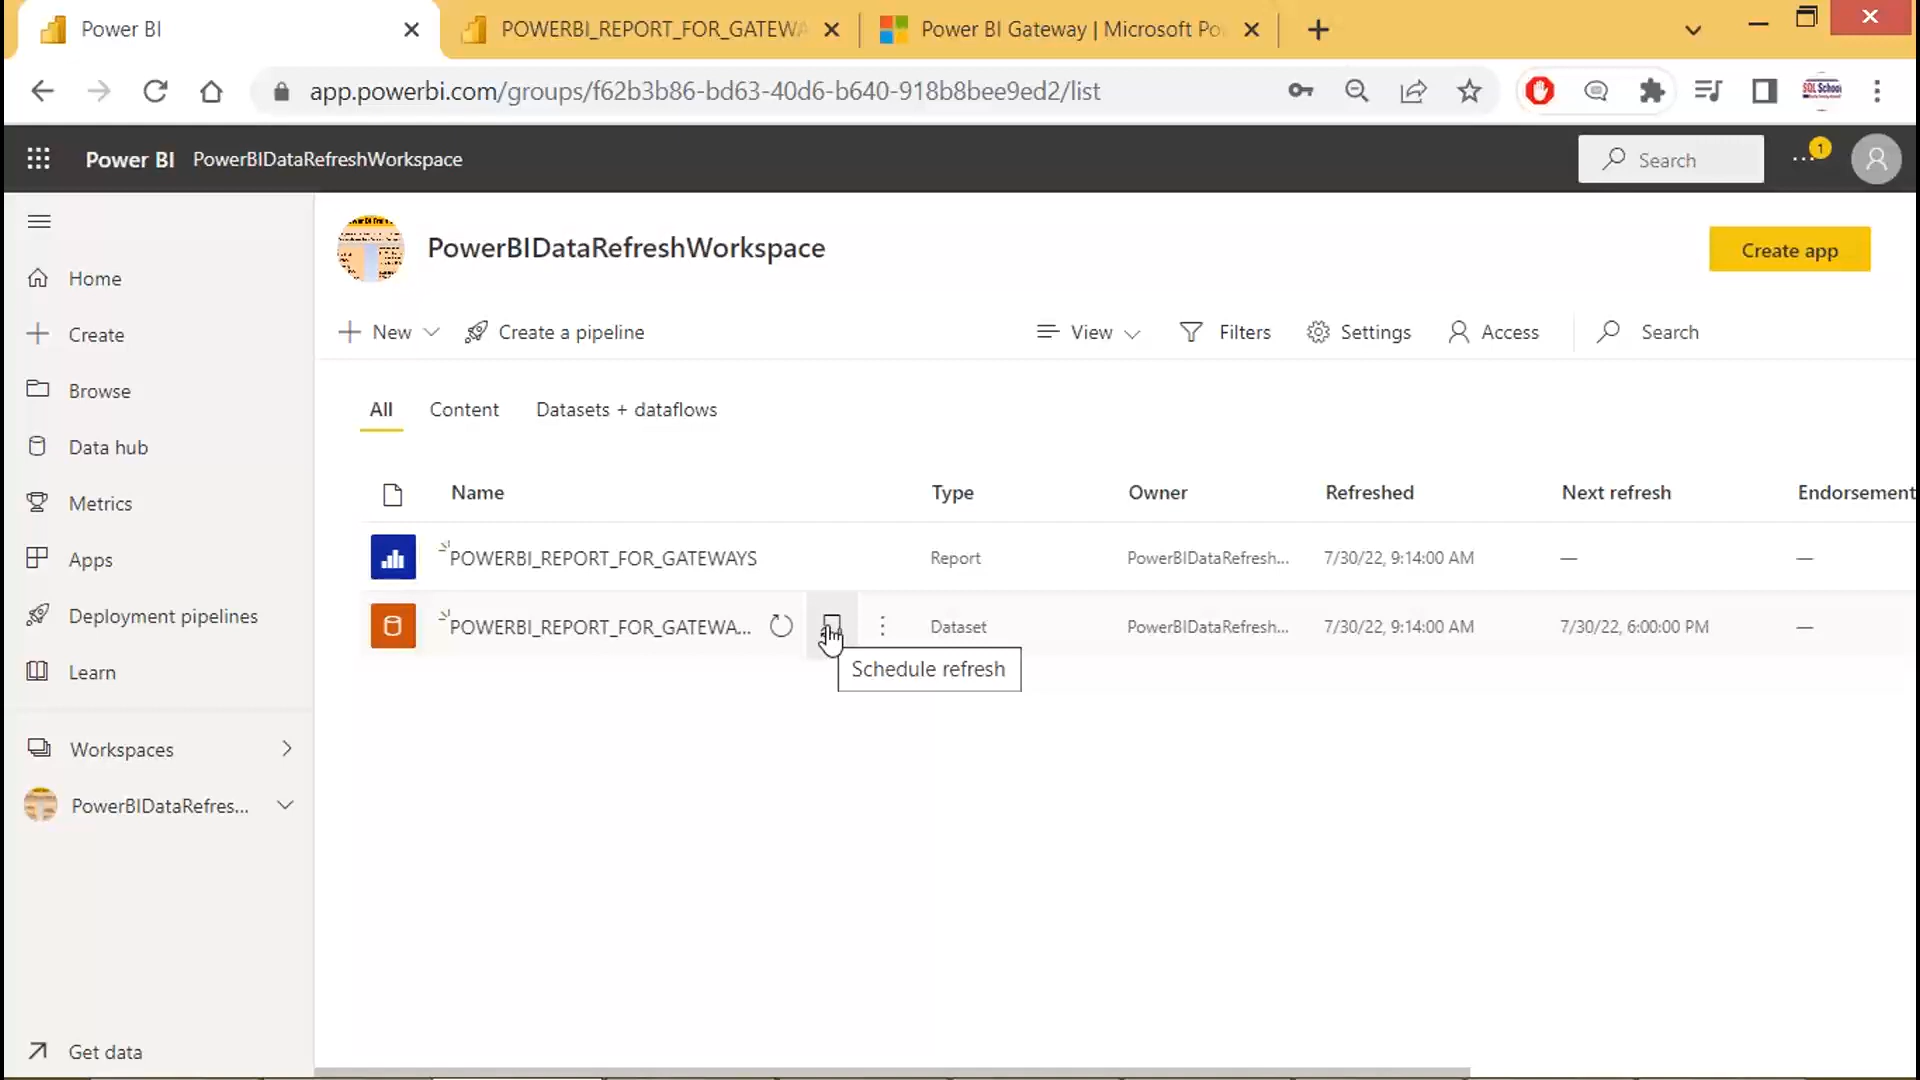 Power BI
POWERBI_REPORT_FOR_GATEWA
Power BI Gateway | Microsoft Po
app.powerbi.com/groups/f62b3b86-bd63-40d6-b640-918b8bee9ed2/list
SQL School
Power BI PowerBIDataRefreshWorkspace
Search
1
PowerBIDataRefreshWorkspace
Create app
New
Create a pipeline
View
Filters
Settings
Access
Search
Home
Create
Browse
Data hub
Metrics
Apps
Deployment pipelines
Learn
Workspaces
PowerBIDataRefres...
Get data
All Content Datasets + dataflows
Name Type Owner Refreshed Next refresh Endorsement
POWERBI_REPORT_FOR_GATEWAYS Report PowerBIDataRefresh... 7/30/22, 9:14:00 AM — —
POWERBI_REPORT_FOR_GATEWA... Dataset PowerBIDataRefresh... 7/30/22, 9:14:00 AM 7/30/22, 6:00:00 PM —
Schedule refresh